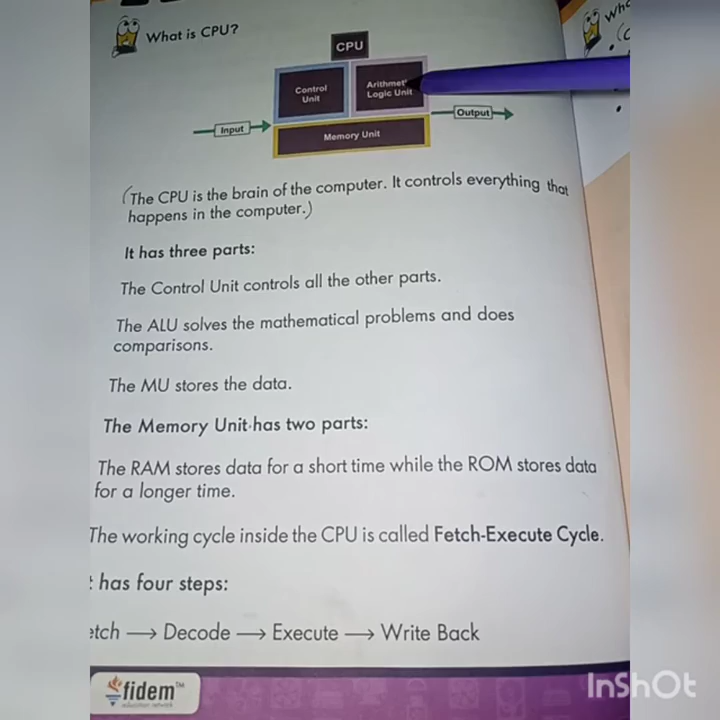 What is CPU?
CPU
Control
Unit
Logic Unit
Input
Output
Memory Unit
(The CPU is the brain of the computer. It controls everything that
happens in the computer.)
It has three parts:
The Control Unit controls all the other parts.
The ALU solves the mathematical problems and does
comparisons.
The MU stores the data.
The Memory Unit has two parts:
The RAM stores data for a short time while the ROM stores data
for a longer time.
The working cycle inside the CPU is called Fetch-Execute Cycle.
t has four steps:
etch → Decode → Execute → Write Back
fidem™
education network
InShOt